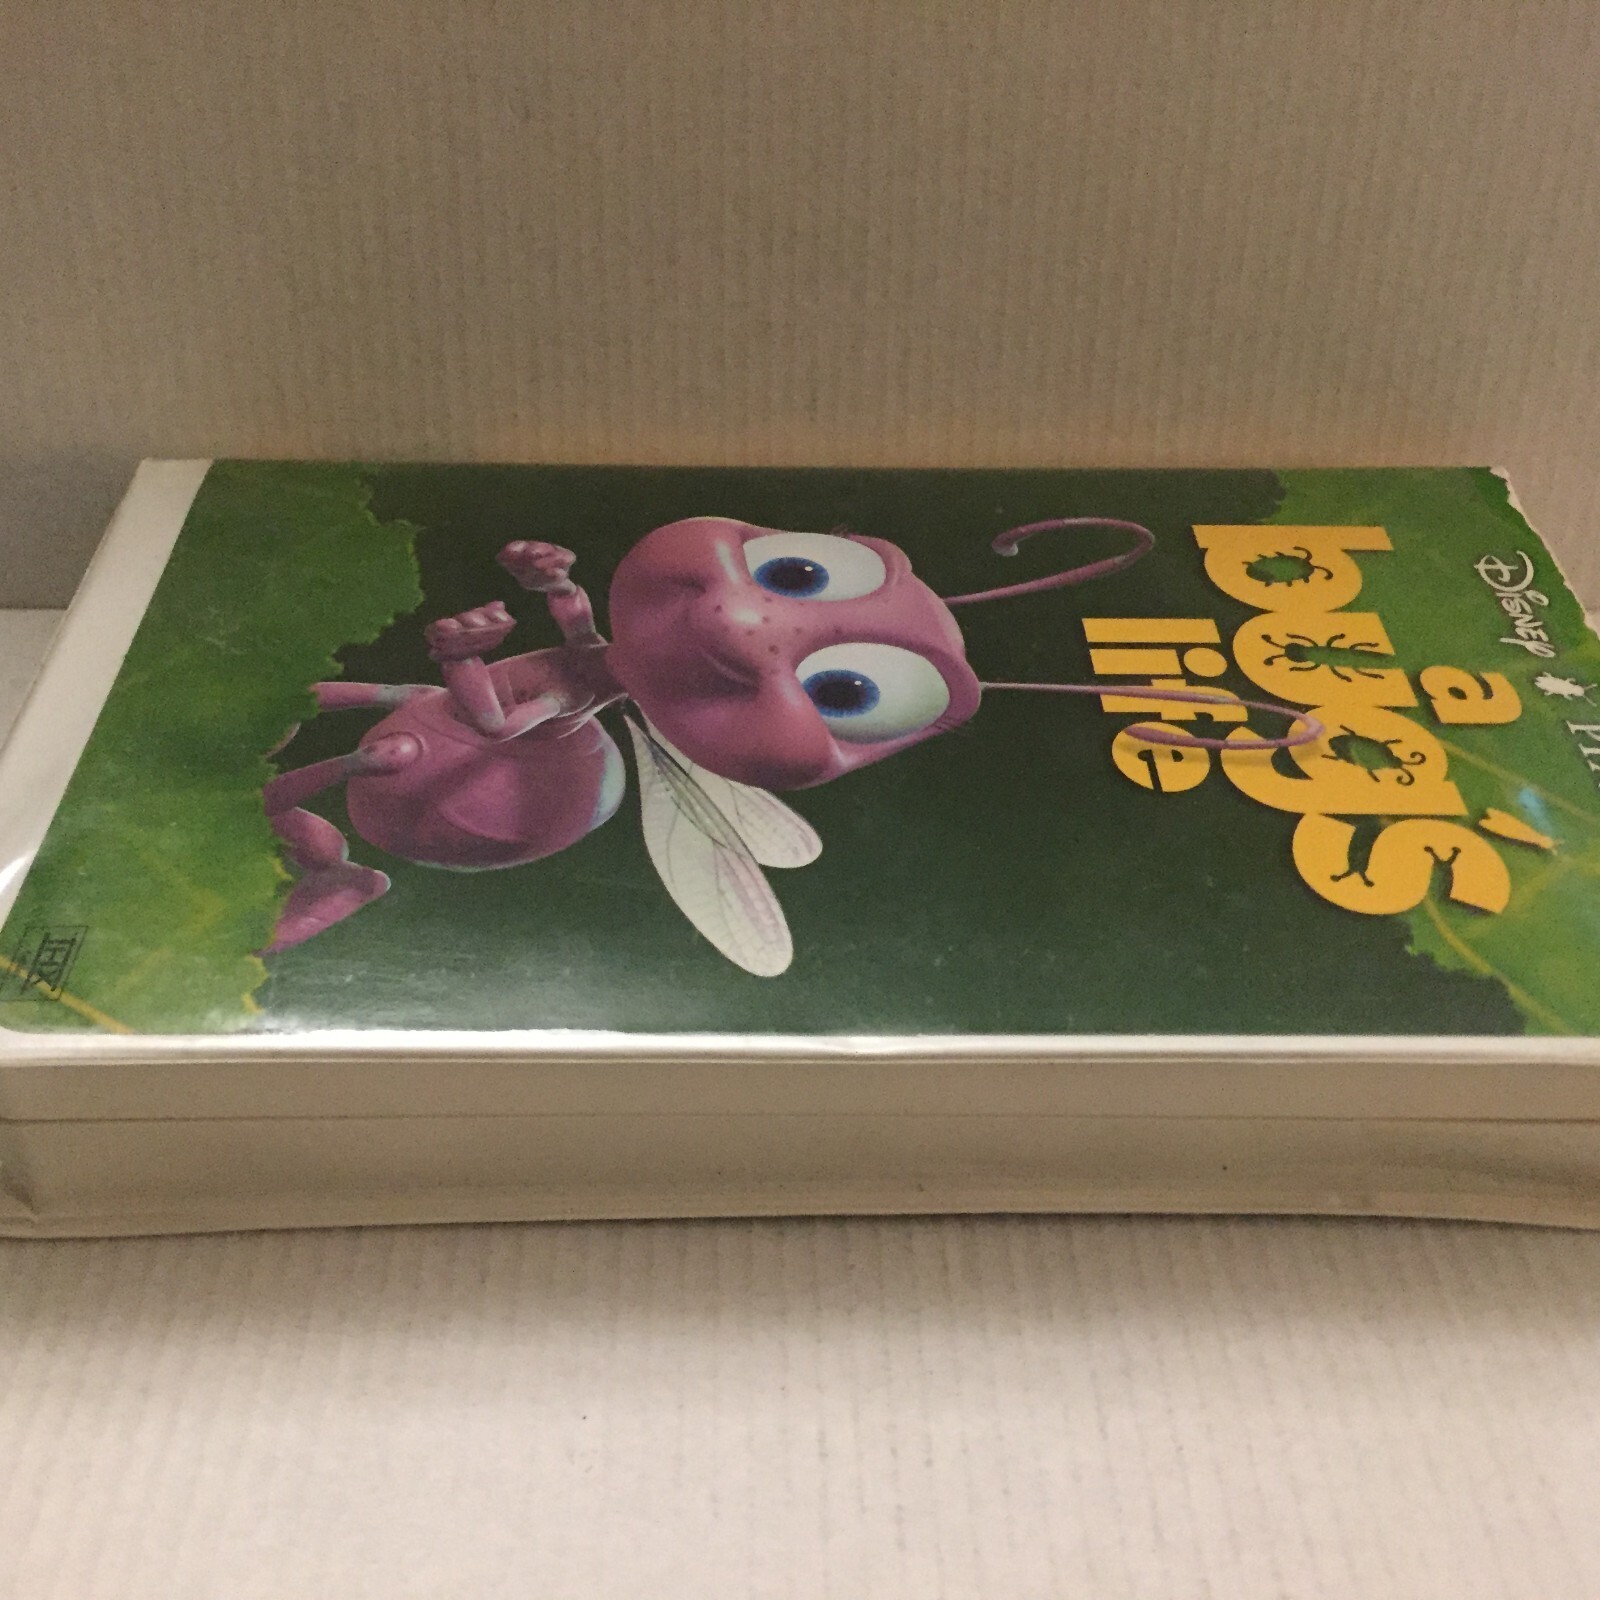 DISNEY
a
bug's
life
THX